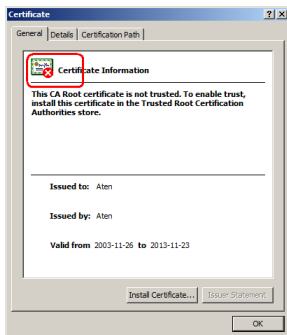 Certificate
General Details Certification Path
Certificate Information
This CA Root certificate is not trusted. To enable trust,
install this certificate in the Trusted Root Certification
Authorities store.
Issued to: Aten
Issued by: Aten
Valid from 2003-11-26 to 2013-11-23
Install Certificate... Issuer Statement
OK